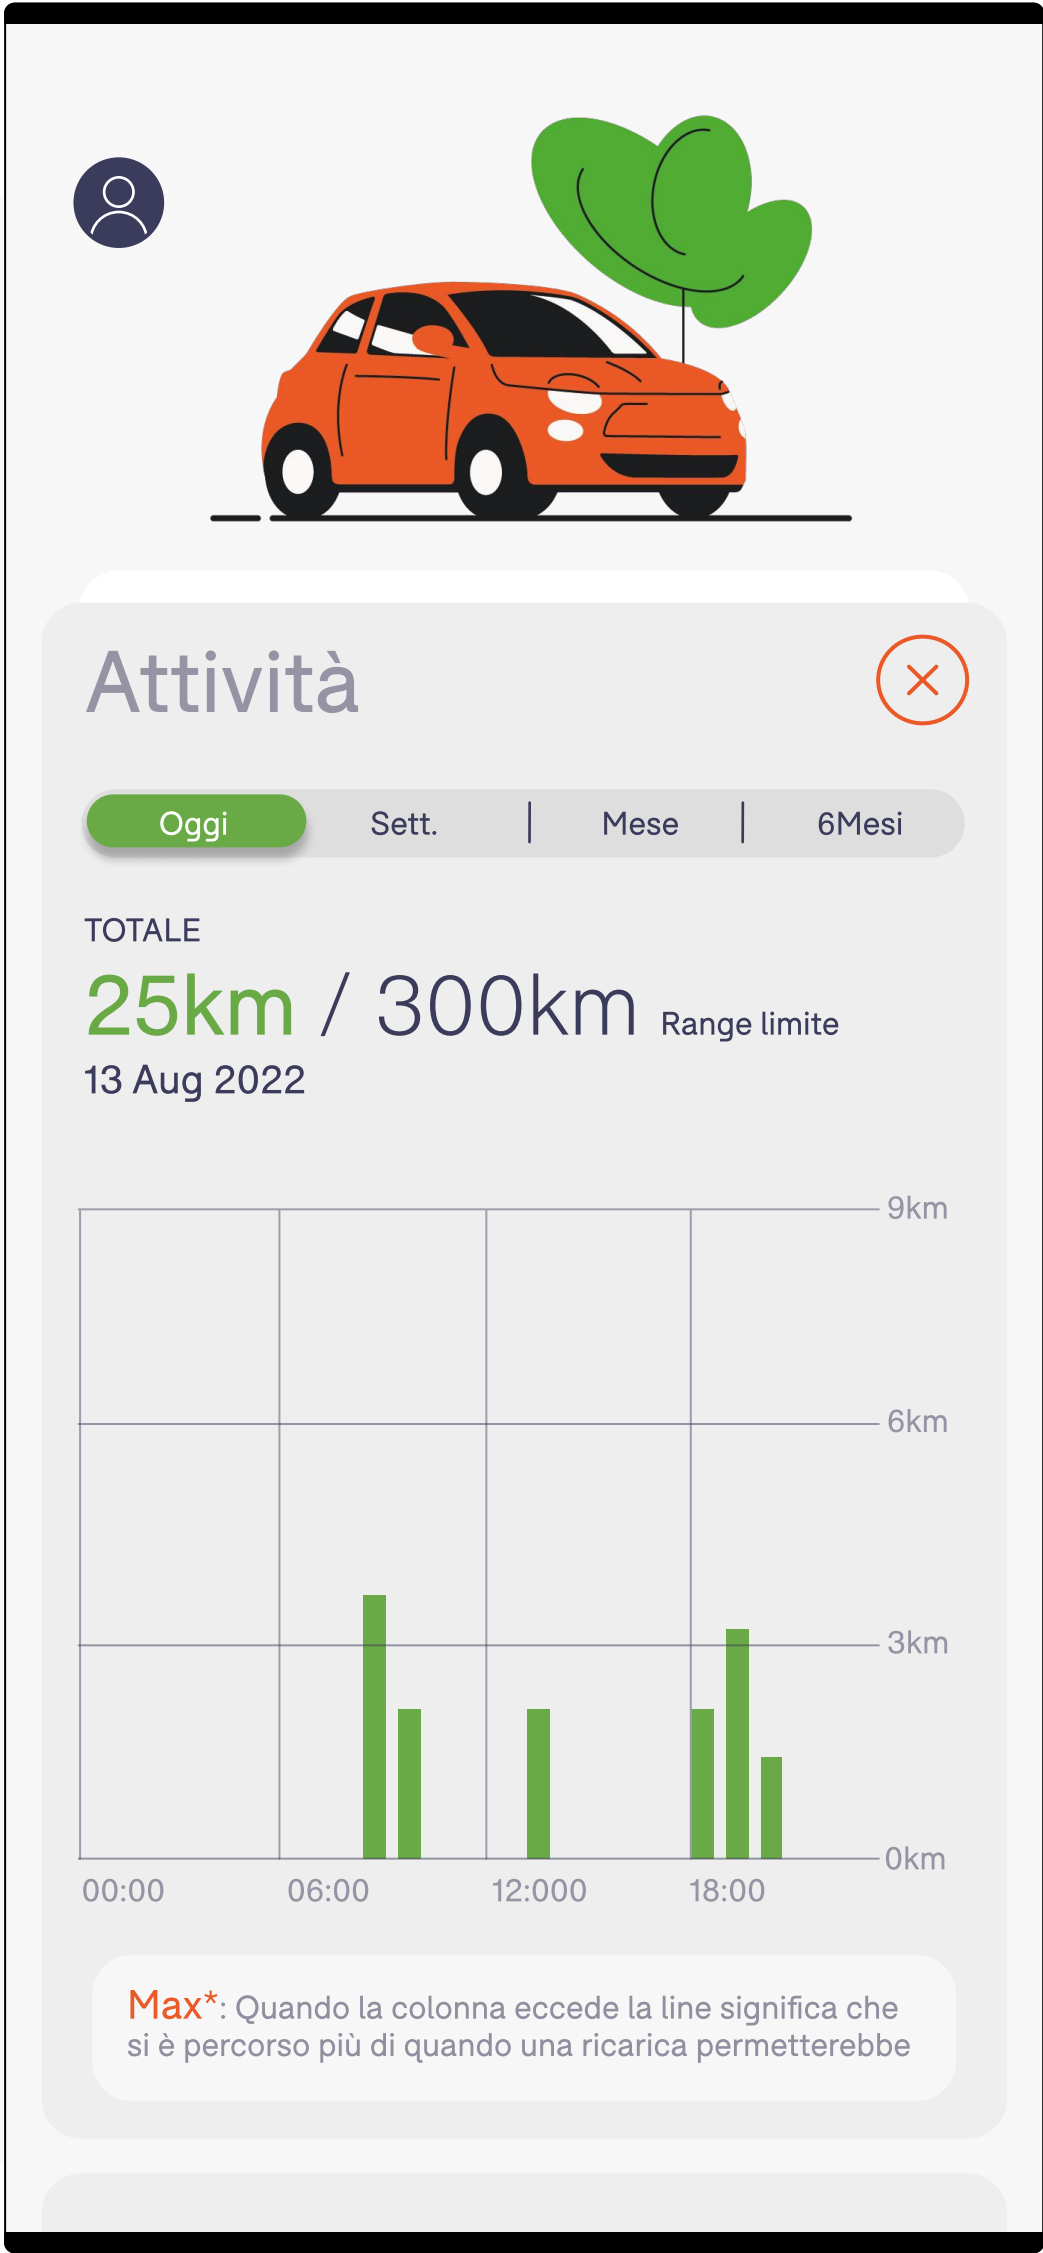 Attività
Oggi Sett. | Mese | 6Mesi
TOTALE
25km / 300km Range limite
13 Aug 2022
9km
6km
3km
0km
00:00 06:00 12:000 18:00
Max*: Quando la colonna eccede la line significa che
si è percorso più di quando una ricarica permetterebbe